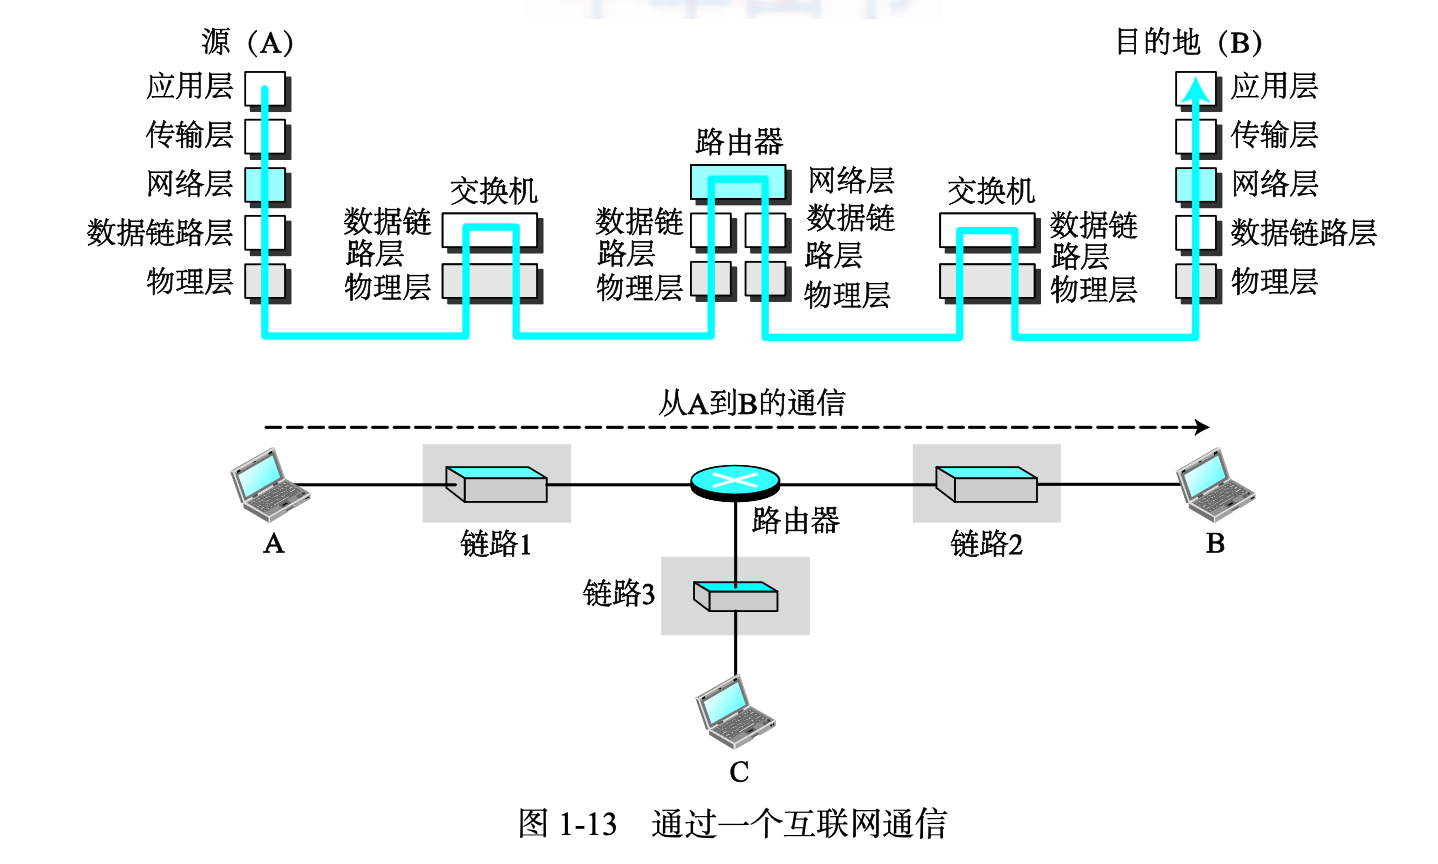 源（A）
目的地（B）
应用层
应用层
传输层
传输层
路由器
网络层
网络层
网络层
交换机
交换机
数据链路层
数据链
路层
数据链
路层
数据链
路层
数据链
路层
数据链路层
物理层
物理层
物理层
物理层
物理层
物理层
从A到B的通信
A
链路1
路由器
链路2
B
链路3
C
图 1-13　通过一个互联网通信